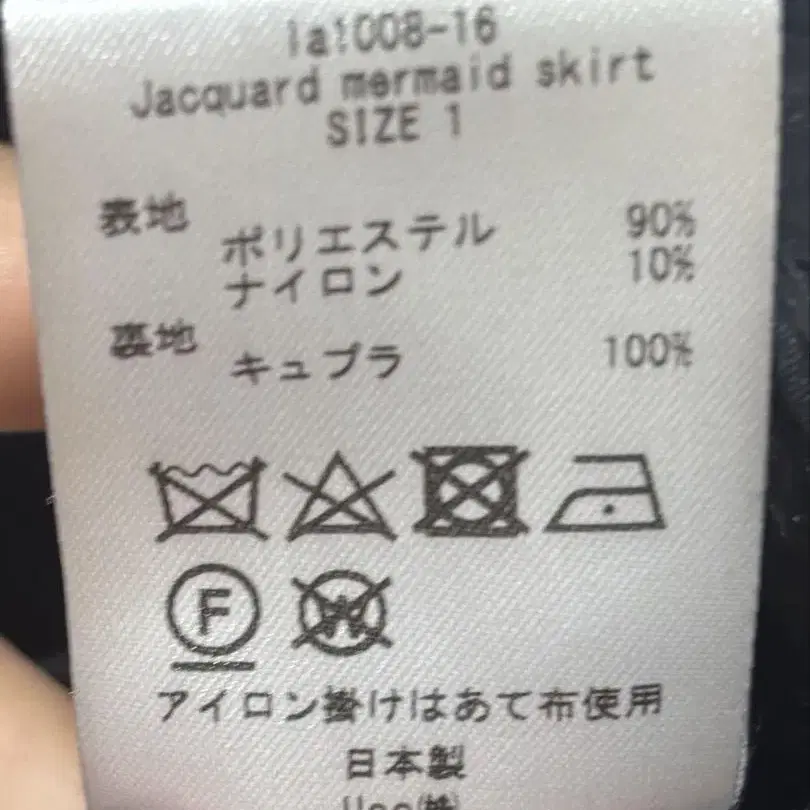 la1008-16
Jacquard mermaid skirt
SIZE 1
表地
ポリエステル 90%
ナイロン 10%
裏地
キュプラ 100%
F
W
アイロン掛けはあて布使用
日本製